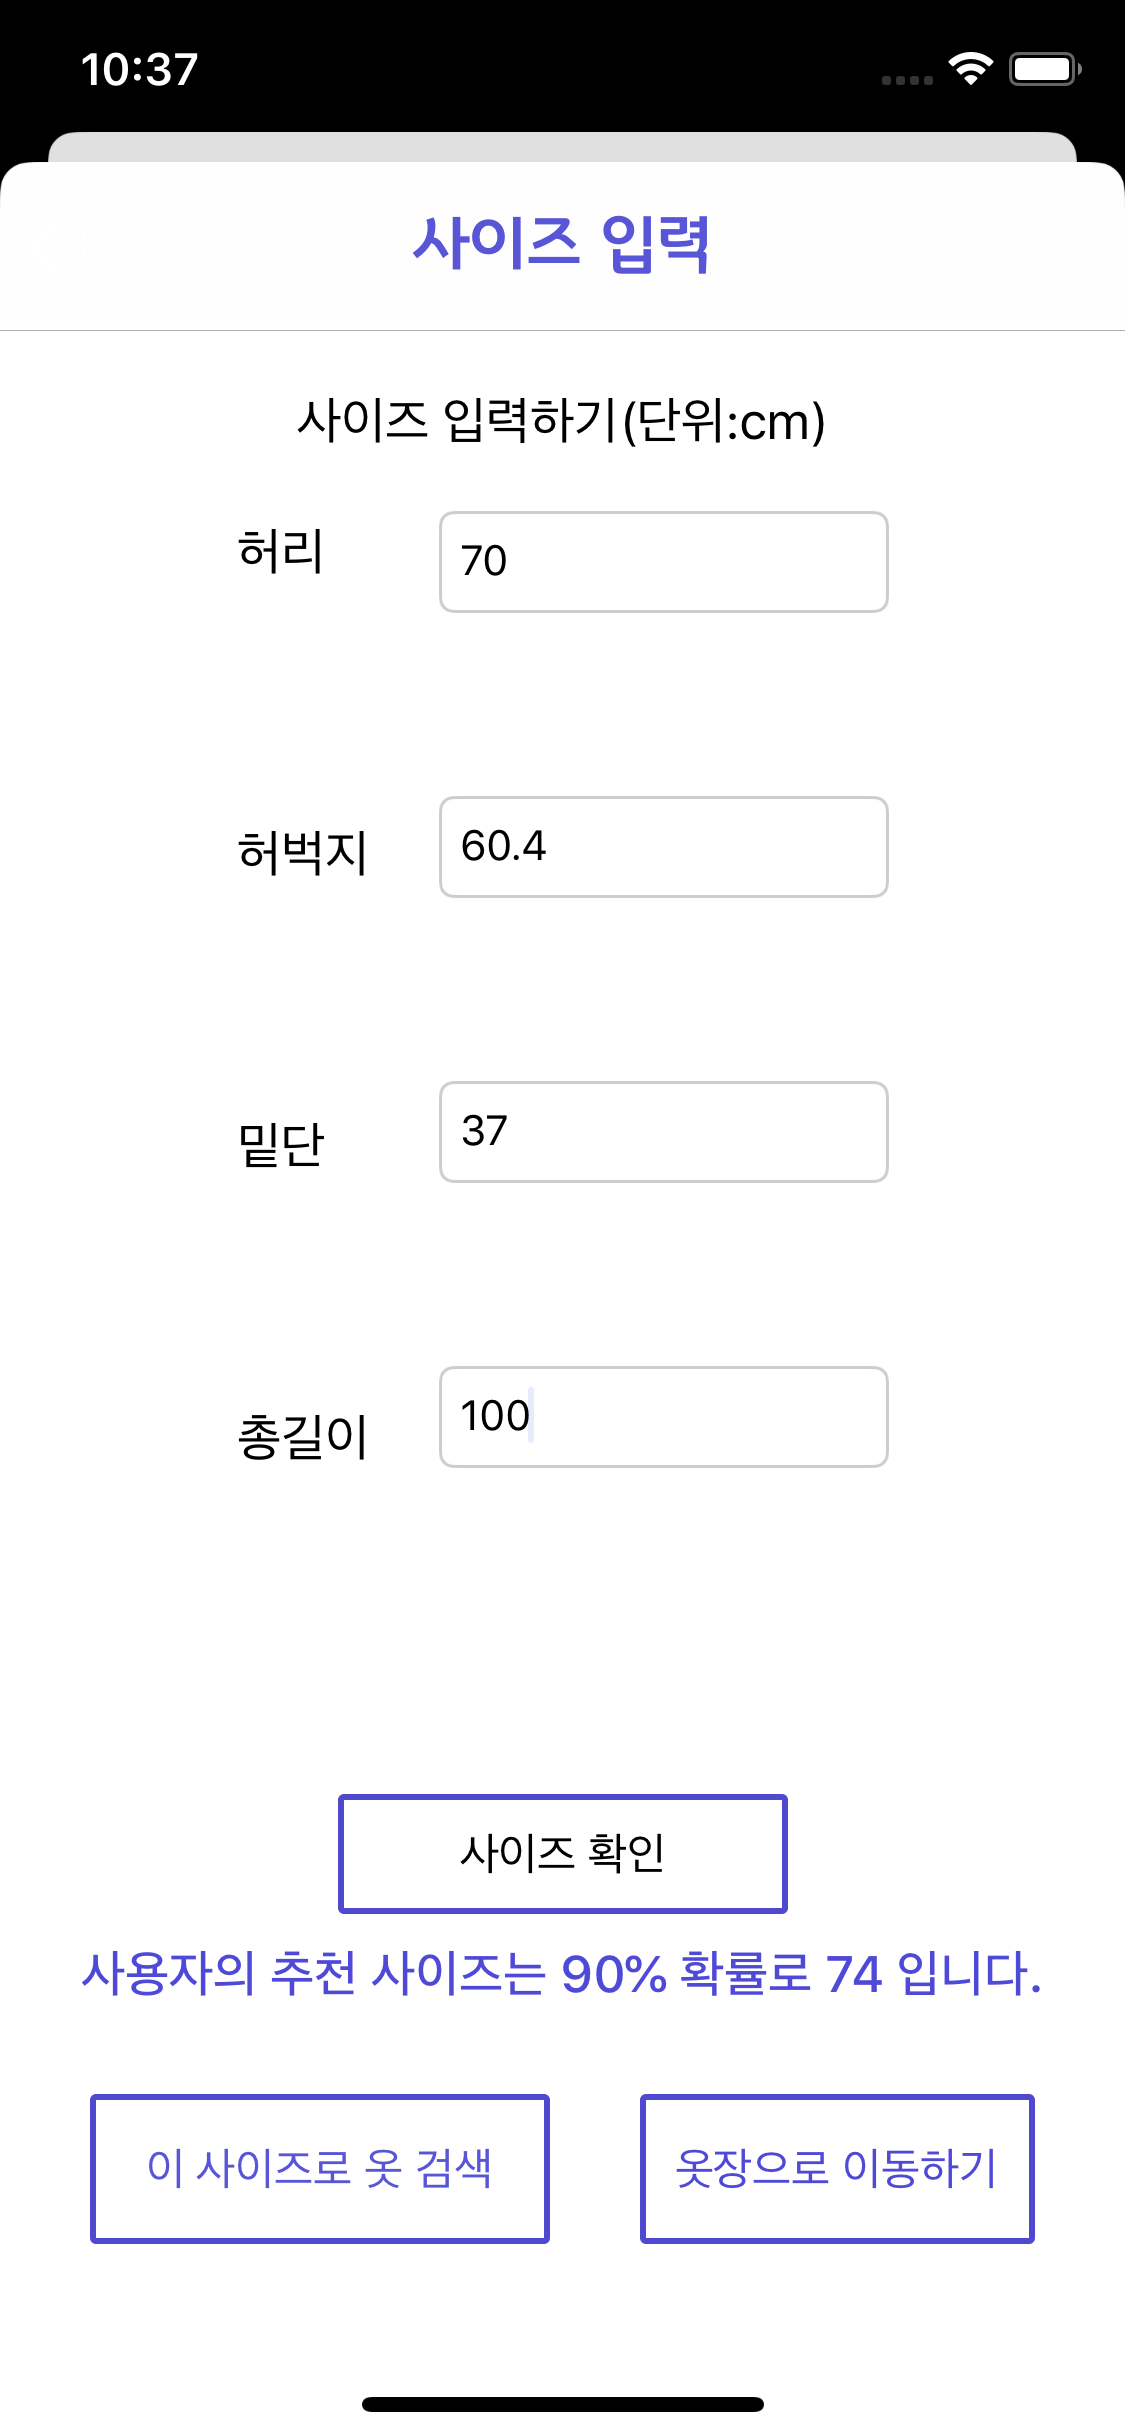 10:37
사이즈 입력
사이즈 입력하기(단위:cm)
허리 70
허벅지 60.4
밑단 37
총길이 100
사이즈 확인
사용자의 추천 사이즈는 90% 확률로 74 입니다.
이 사이즈로 옷 검색 옷장으로 이동하기